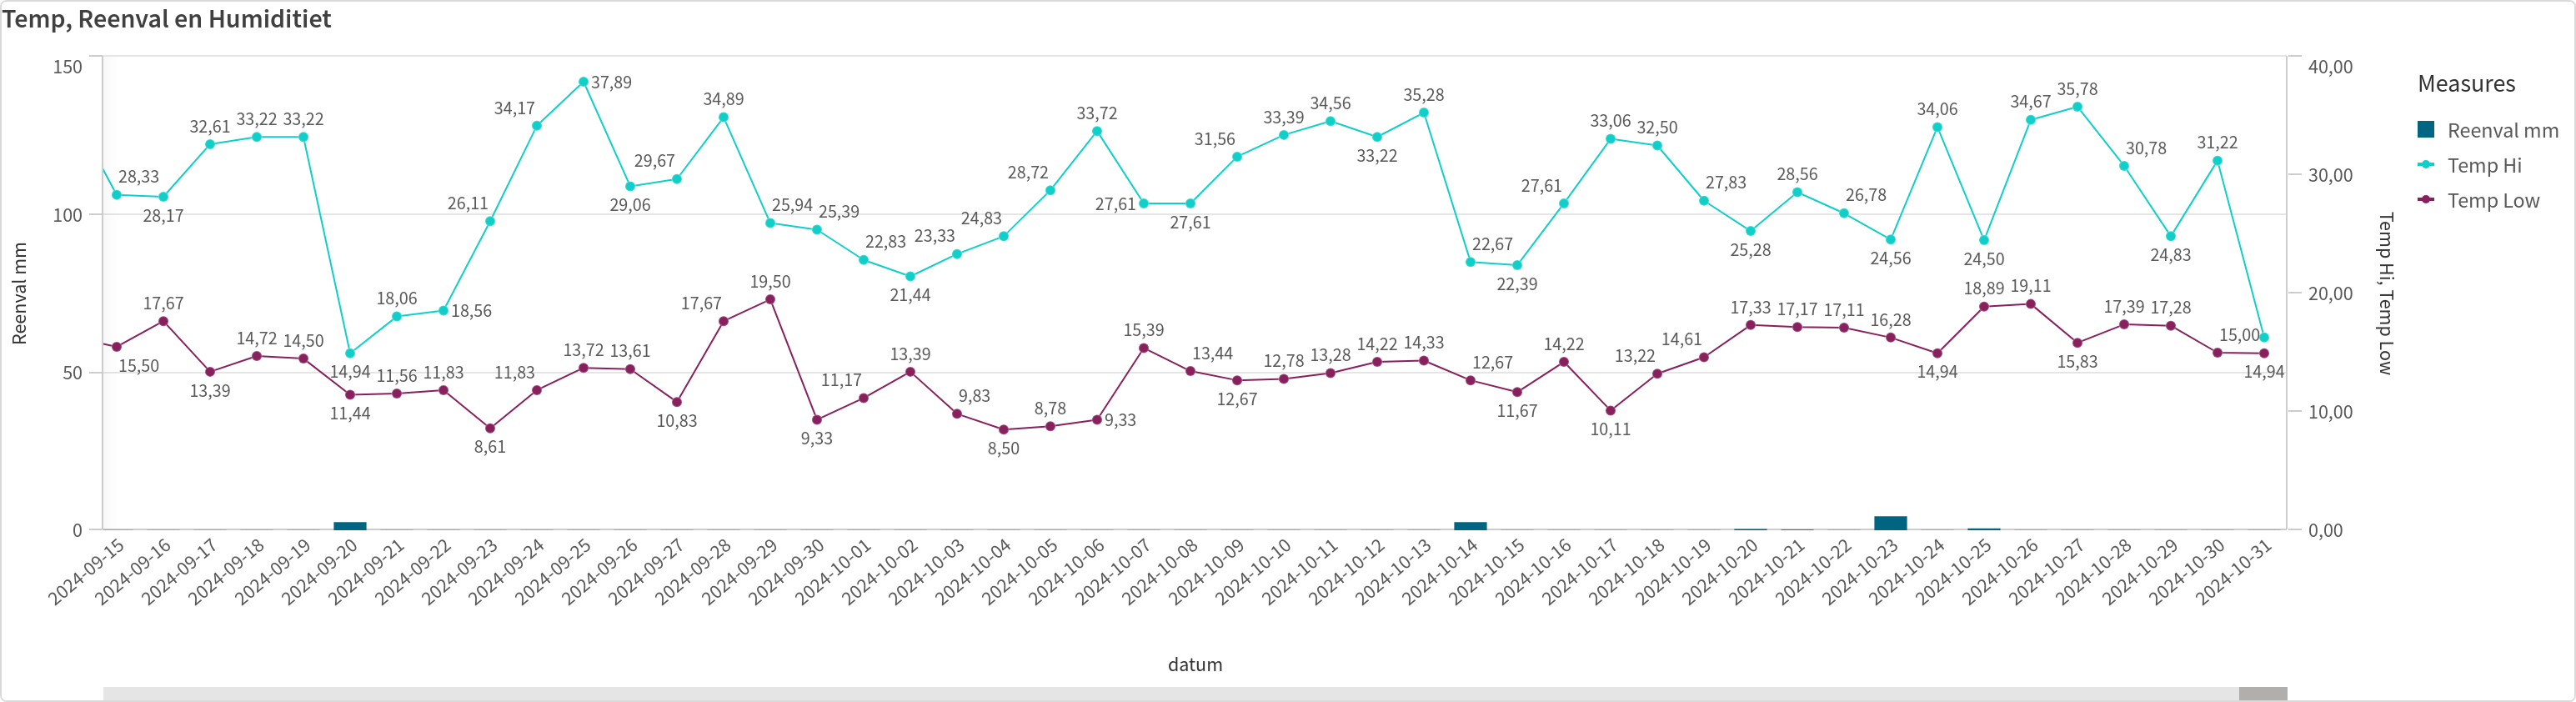 Temp, Reenval en Humiditiet
150
100
50
0
Reenval mm
40,00
30,00
20,00
10,00
0,00
Temp Hi, Temp Low
Measures
Reenval mm
Temp Hi
Temp Low
28,33 28,17 32,61 33,22 33,22 14,94 18,06 18,56 26,11 34,17 37,89 29,06 29,67 34,89 25,94 25,39 22,83 21,44 23,33 24,83 28,72 33,72 27,61 27,61 31,56 33,39 34,56 33,22 35,28 22,67 22,39 27,61 33,06 32,50 27,83 25,28 28,56 26,78 24,56 34,06 24,50 34,67 35,78 30,78 24,83 31,22 15,00
15,50 17,67 13,39 14,72 14,50 11,44 11,56 11,83 8,61 11,83 13,72 13,61 10,83 17,67 19,50 9,33 11,17 13,39 9,83 8,50 8,78 9,33 15,39 13,44 12,67 12,78 13,28 14,22 14,33 12,67 11,67 14,22 10,11 13,22 14,61 17,33 17,17 17,11 16,28 14,94 18,89 19,11 15,83 17,39 17,28 14,94
2024-09-15 2024-09-16 2024-09-17 2024-09-18 2024-09-19 2024-09-20 2024-09-21 2024-09-22 2024-09-23 2024-09-24 2024-09-25 2024-09-26 2024-09-27 2024-09-28 2024-09-29 2024-09-30 2024-10-01 2024-10-02 2024-10-03 2024-10-04 2024-10-05 2024-10-06 2024-10-07 2024-10-08 2024-10-09 2024-10-10 2024-10-11 2024-10-12 2024-10-13 2024-10-14 2024-10-15 2024-10-16 2024-10-17 2024-10-18 2024-10-19 2024-10-20 2024-10-21 2024-10-22 2024-10-23 2024-10-24 2024-10-25 2024-10-26 2024-10-27 2024-10-28 2024-10-29 2024-10-30 2024-10-31
datum